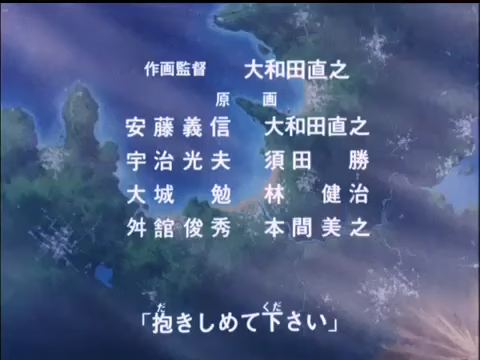 作画監督 大和田直之
原 画
安藤義信 大和田直之
宇治光夫 須田 勝
大城 勉 林 健治
舛舘俊秀 本間美之
「抱きしめて下さい」